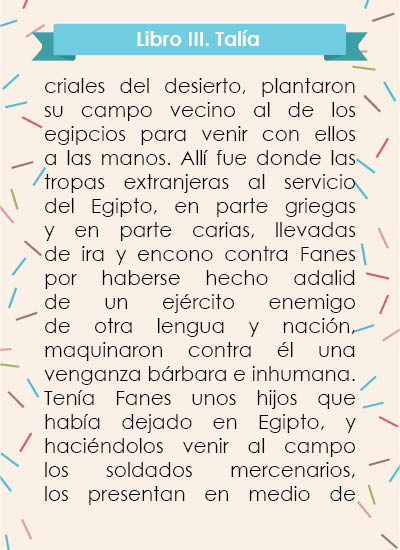 Libro III. Talía
criales del desierto, plantaron
su campo vecino al de los
egipcios para venir con ellos
a las manos. Allí fue donde las
tropas extranjeras al servicio
del Egipto, en parte griegas
y en parte carias, llevadas
de ira y encono contra Fanes
por haberse hecho adalid
de un ejército enemigo
de otra lengua y nación,
maquinaron contra él una
venganza bárbara e inhumana.
Tenía Fanes unos hijos que
había dejado en Egipto, y
haciéndolos venir al campo
los soldados mercenarios,
los presentan en medio de